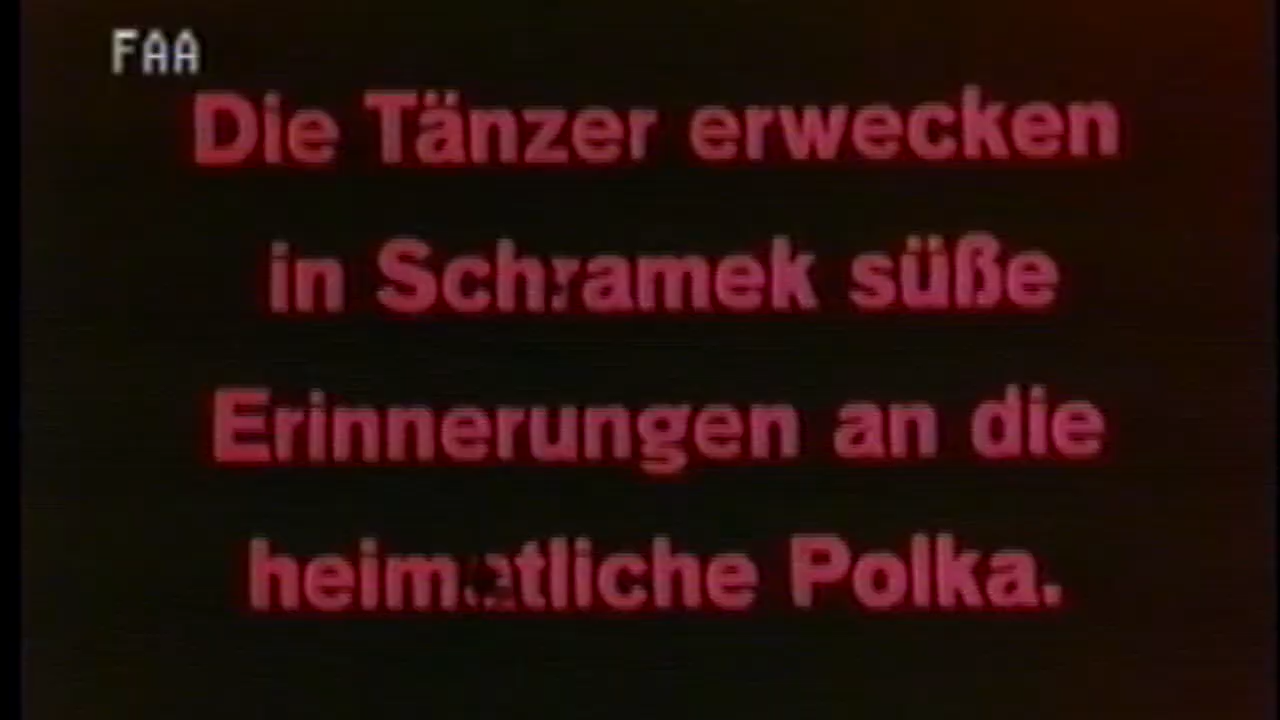 FAA
Die Tänzer erwecken
in Schramek süße
Erinnerungen an die
heimatliche Polka.